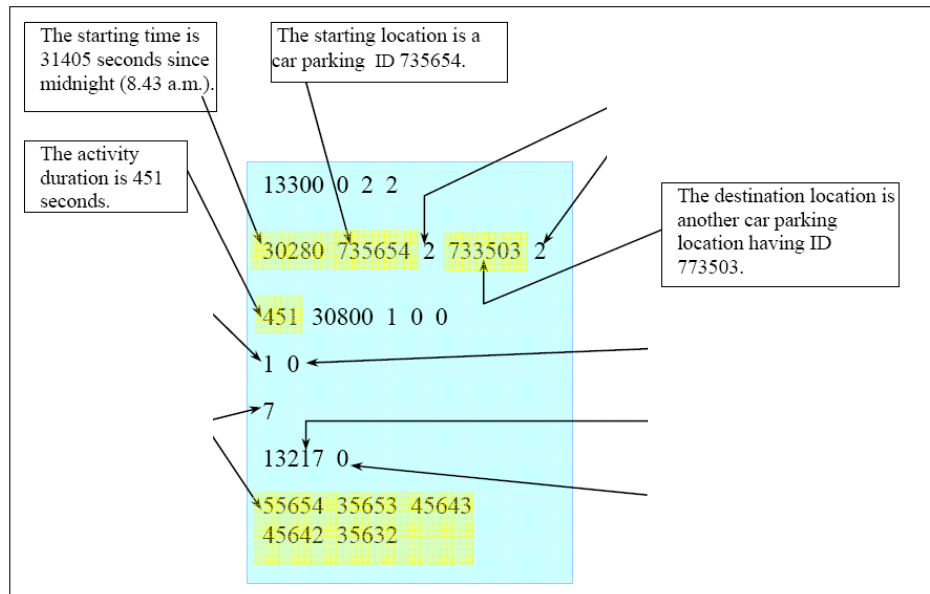 The starting time is
31405 seconds since
midnight (8.43 a.m.).
The starting location is a
car parking ID 735654.
The activity
duration is 451
seconds.
The destination location is
another car parking
location having ID
773503.
13300 0 2 2
30280 735654 2 733503 2
451 30800 1 0 0
1 0
7
13217 0
55654 35653 45643
45642 35632